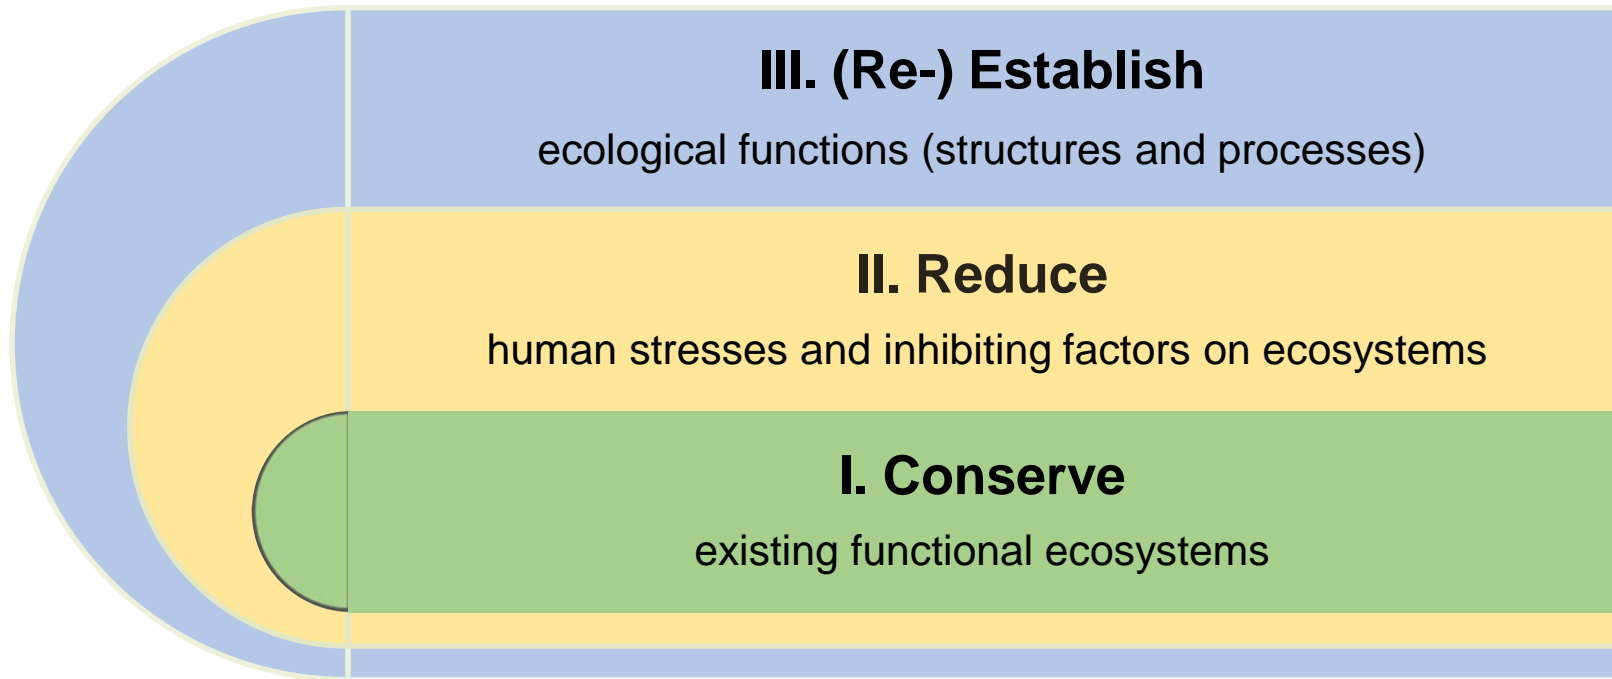 III. (Re-) Establish
ecological functions (structures and processes)
II. Reduce
human stresses and inhibiting factors on ecosystems
I. Conserve
existing functional ecosystems